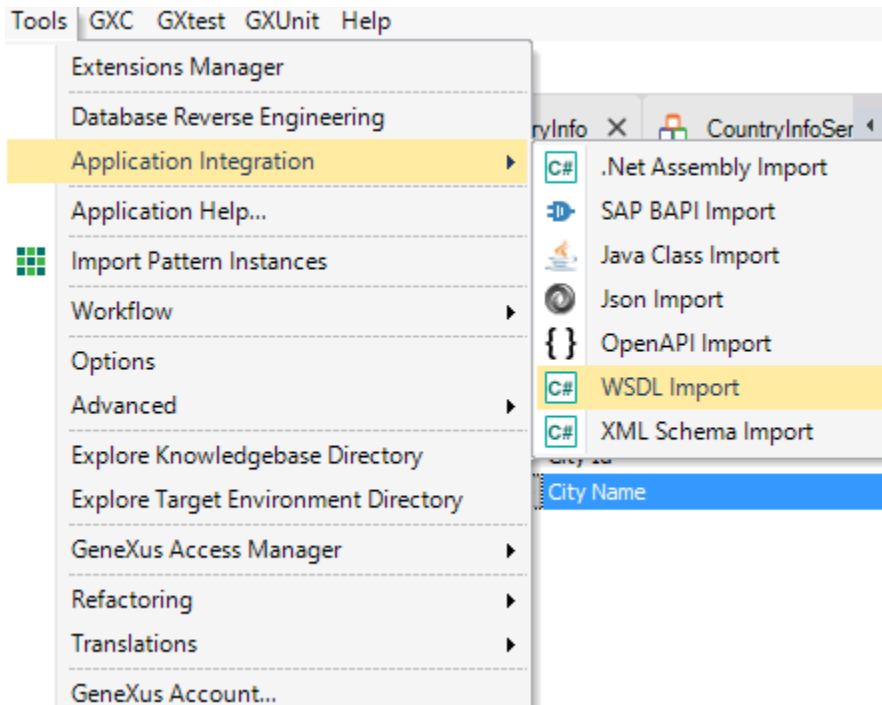 Tools GXC GXtest GXUnit Help
Extensions Manager
Database Reverse Engineering
Application Integration
Application Help...
Import Pattern Instances
Workflow
Options
Advanced
Explore Knowledgebase Directory
Explore Target Environment Directory
GeneXus Access Manager
Refactoring
Translations
GeneXus Account...
ryInfo CountryInfoSer
C# .Net Assembly Import
SAP BAPI Import
Java Class Import
Json Import
{ } OpenAPI Import
C# WSDL Import
C# XML Schema Import
City Id
City Name